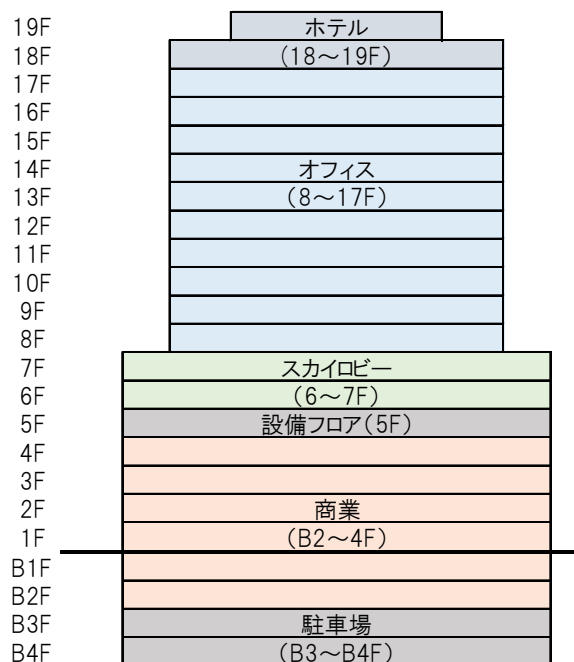 19F ホテル
18F (18～19F)
17F
16F
15F
14F オフィス
13F (8～17F)
12F
11F
10F
9F
8F
7F スカイロビー
6F (6～7F)
5F 設備フロア(5F)
4F
3F
2F 商業
1F (B2～4F)
B1F
B2F
B3F 駐車場
B4F (B3～B4F)